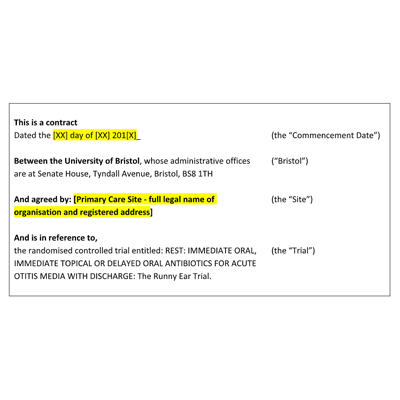 This is a contract
Dated the [XX] day of [XX] 201[X]_ (the “Commencement Date”)
Between the University of Bristol, whose administrative offices (“Bristol”)
are at Senate House, Tyndall Avenue, Bristol, BS8 1TH
And agreed by: [Primary Care Site - full legal name of (the “Site”)
organisation and registered address]
And is in reference to,
the randomised controlled trial entitled: REST: IMMEDIATE ORAL, (the “Trial”)
IMMEDIATE TOPICAL OR DELAYED ORAL ANTIBIOTICS FOR ACUTE
OTITIS MEDIA WITH DISCHARGE: The Runny Ear Trial.